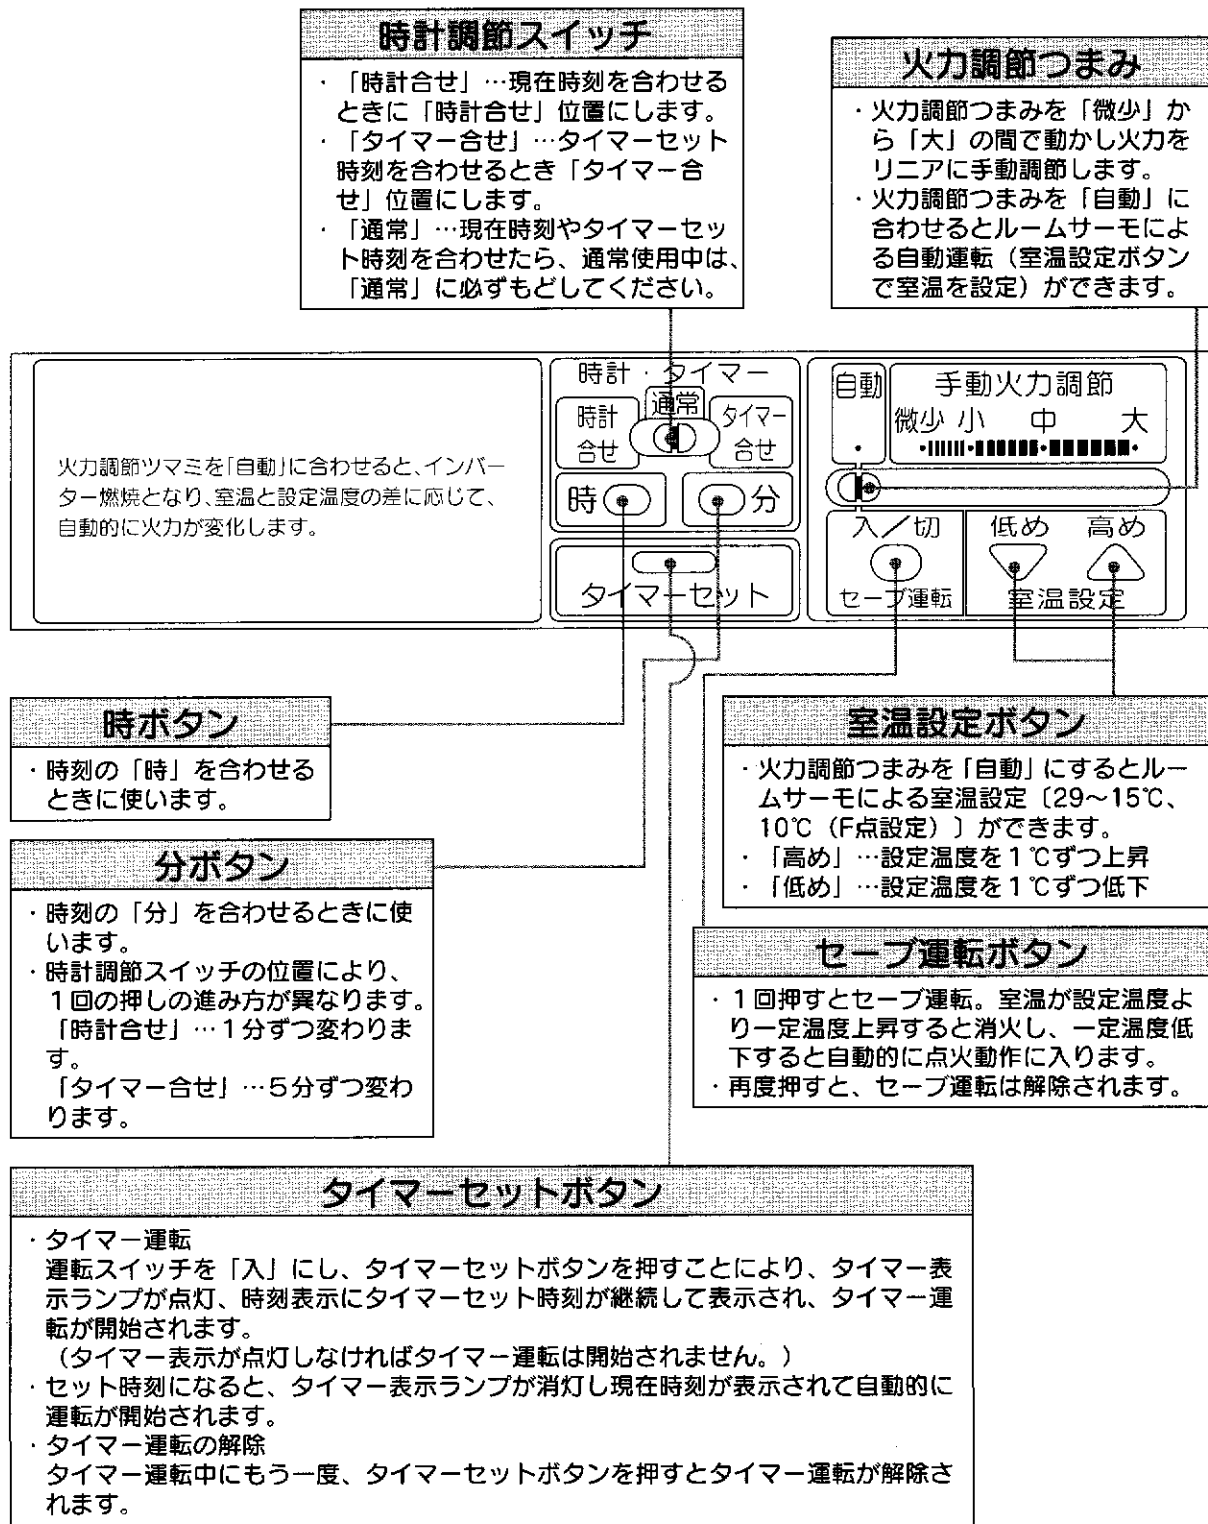 時計調節スイッチ
・「時計合せ」…現在時刻を合わせる
ときに「時計合せ」位置にします。
・「タイマー合せ」…タイマーセット
時刻を合わせるとき「タイマー合
せ」位置にします。
・「通常」…現在時刻やタイマーセッ
ト時刻を合わせたら、通常使用中は、
「通常」に必ずもどしてください。
火力調節つまみ
・火力調節つまみを「微少」か
ら「大」の間で動かし火力を
リニアに手動調節します。
・火力調節つまみを「自動」に
合わせるとルームサーモによ
る自動運転（室温設定ボタン
で室温を設定）ができます。
火力調節ツマミを「自動」に合わせると、インバー
ター燃焼となり、室温と設定温度の差に応じて、
自動的に火力が変化します。
時計・タイマー
通常
時計
合せ
タイマー
合せ
時
分
タイマーセット
自動
手動火力調節
微少 小 中 大
入／切
セーブ運転
低め 高め
室温設定
時ボタン
・時刻の「時」を合わせる
ときに使います。
分ボタン
・時刻の「分」を合わせるときに使
います。
・時計調節スイッチの位置により、
１回の押しの進み方が異なります。
「時計合せ」…１分ずつ変わりま
す。
「タイマー合せ」…５分ずつ変わ
ります。
室温設定ボタン
・火力調節つまみを「自動」にするとルー
ムサーモによる室温設定〔29～15℃、
10℃（F点設定）〕ができます。
・「高め」…設定温度を１℃ずつ上昇
・「低め」…設定温度を１℃ずつ低下
セーブ運転ボタン
・１回押すとセーブ運転。室温が設定温度よ
り一定温度上昇すると消火し、一定温度低
下すると自動的に点火動作に入ります。
・再度押すと、セーブ運転は解除されます。
タイマーセットボタン
・タイマー運転
運転スイッチを「入」にし、タイマーセットボタンを押すことにより、タイマー表
示ランプが点灯、時刻表示にタイマーセット時刻が継続して表示され、タイマー運
転が開始されます。
（タイマー表示が点灯しなければタイマー運転は開始されません。）
・セット時刻になると、タイマー表示ランプが消灯し現在時刻が表示されて自動的に
運転が開始されます。
・タイマー運転の解除
タイマー運転中にもう一度、タイマーセットボタンを押すとタイマー運転が解除さ
れます。